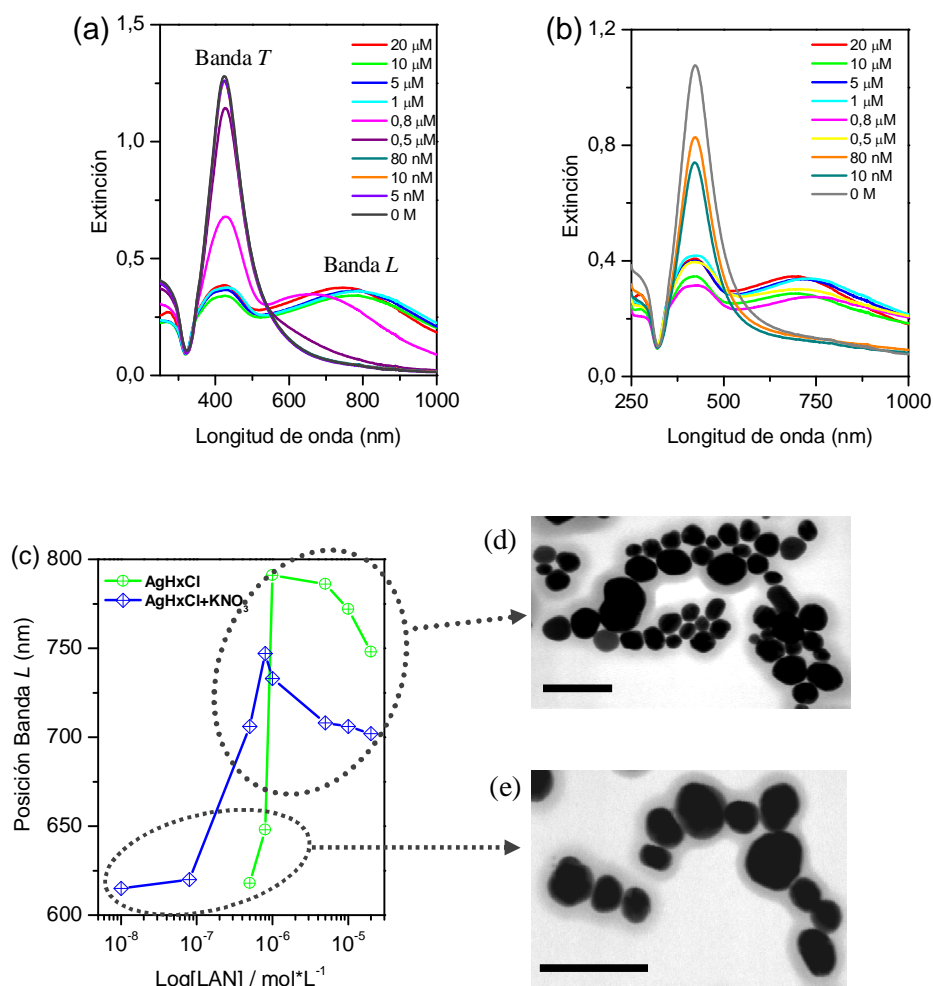 (a)
1,5
1,0
0,5
0,0
Extinción
Banda T
Banda L
20 μM
10 μM
5 μM
1 μM
0,8 μM
0,5 μM
80 nM
10 nM
5 nM
0 M
400 600 800 1000
Longitud de onda (nm)
(b)
1,2
0,8
0,4
0,0
Extinción
20 μM
10 μM
5 μM
1 μM
0,8 μM
0,5 μM
80 nM
10 nM
0 M
250 500 750 1000
Longitud de onda (nm)
(c)
800
750
700
650
600
Posición Banda L (nm)
AgHxCl
AgHxCl+KNO₃
10⁻⁸ 10⁻⁷ 10⁻⁶ 10⁻⁵
Log[LAN] / mol*L⁻¹
(d)
(e)